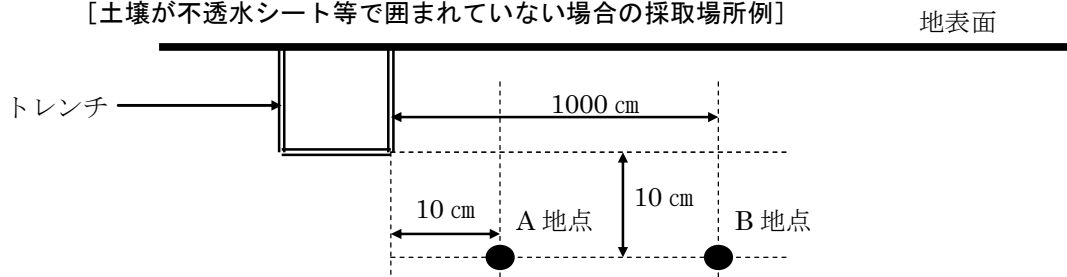 ［土壌が不透水シート等で囲まれていない場合の採取場所例］
地表面
トレンチ
1000 ㎝
10 ㎝
10 ㎝
A 地点
B 地点